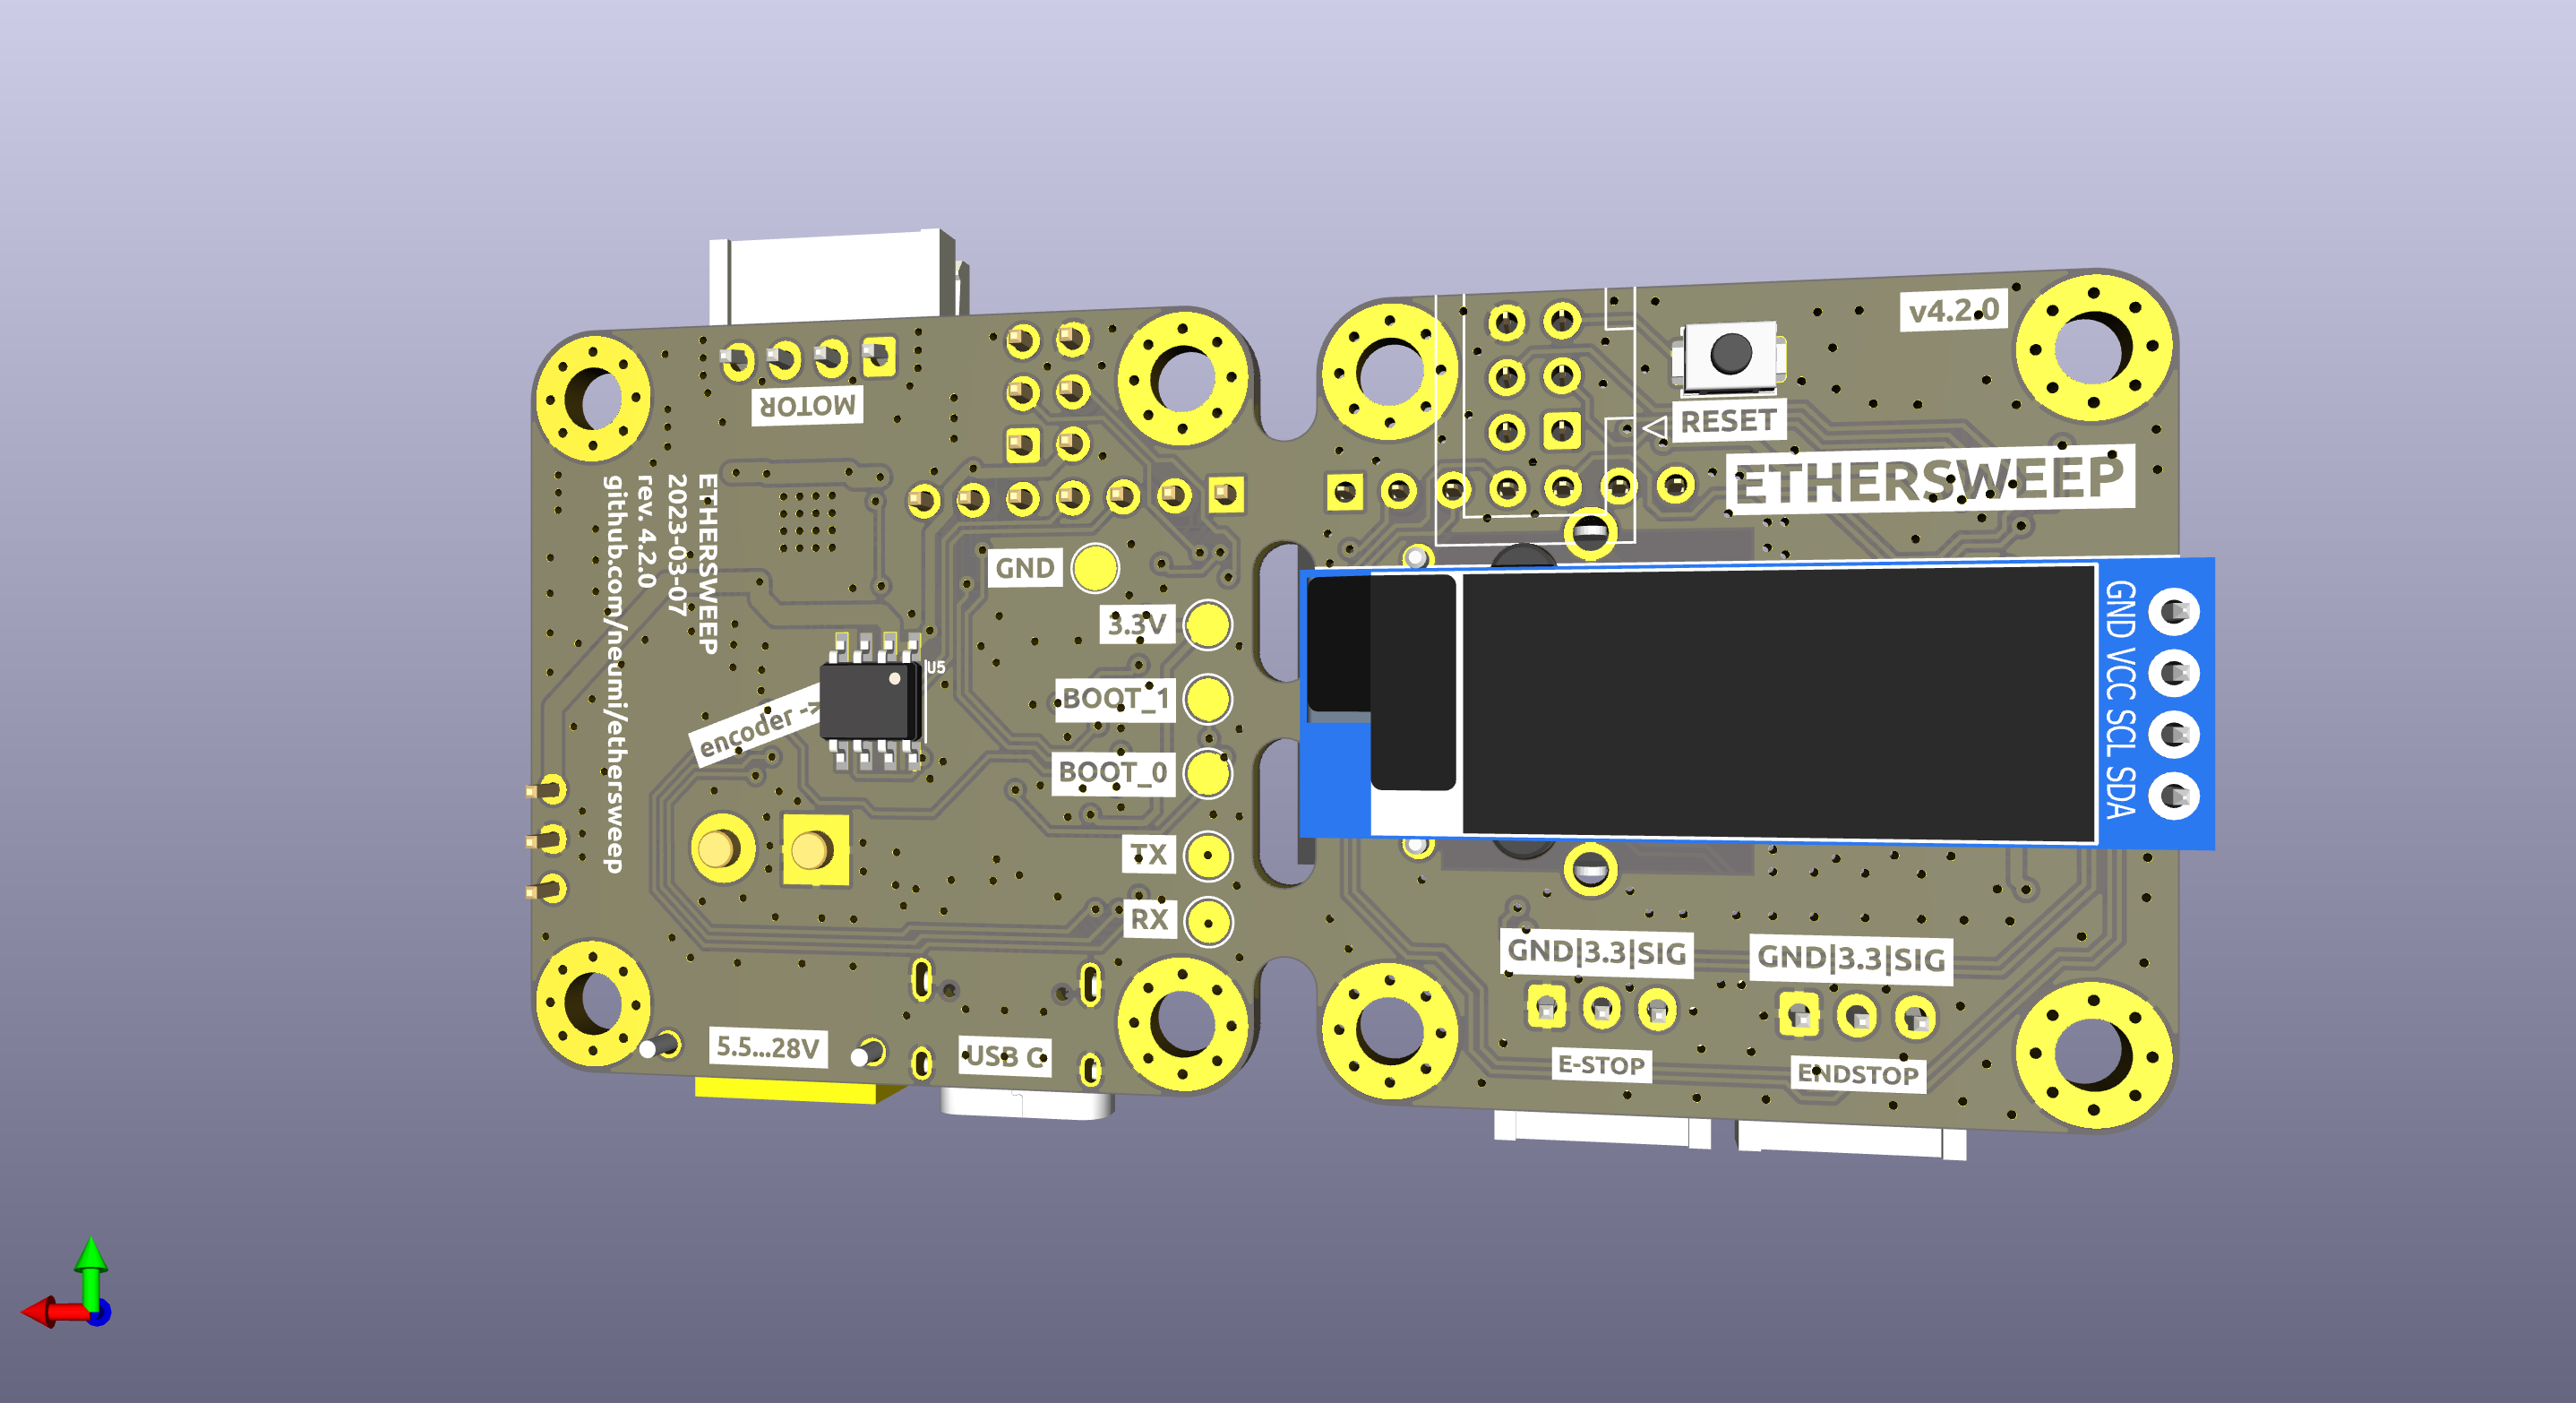 MOTOR
ETHERSWEEP
2023-03-07
rev. 4.2.0
github.com/neumi/ethersweep
GND
3.3V
U5
encoder ->
BOOT_1
BOOT_0
TX
RX
5.5...28V
USB C
v4.2.0
RESET
ETHERSWEEP
GND VCC SCL SDA
GND|3.3|SIG
GND|3.3|SIG
E-STOP
ENDSTOP